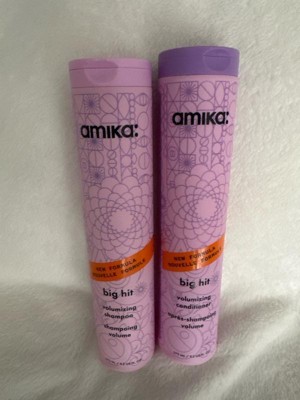 amika:
NEW FORMULA
NOUVELLE FORMULE
big hit
volumizing
shampoo
shampooing
volume
amika:
NEW FORMULA
NOUVELLE FORMULE
big hit
volumizing
conditioner
après-shampooing
volume